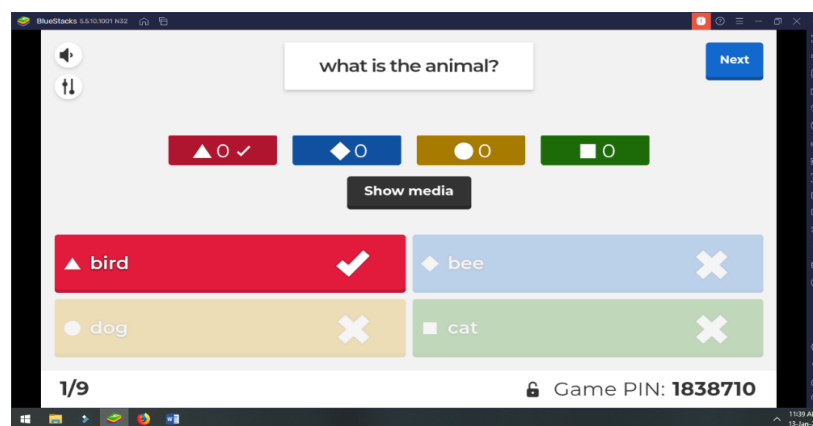 BlueStacks 5.5.10.1001 N32
what is the animal?
Next
0
0
0
0
Show media
bird
bee
dog
cat
1/9
Game PIN: 1838710
11:39
13-Jan-